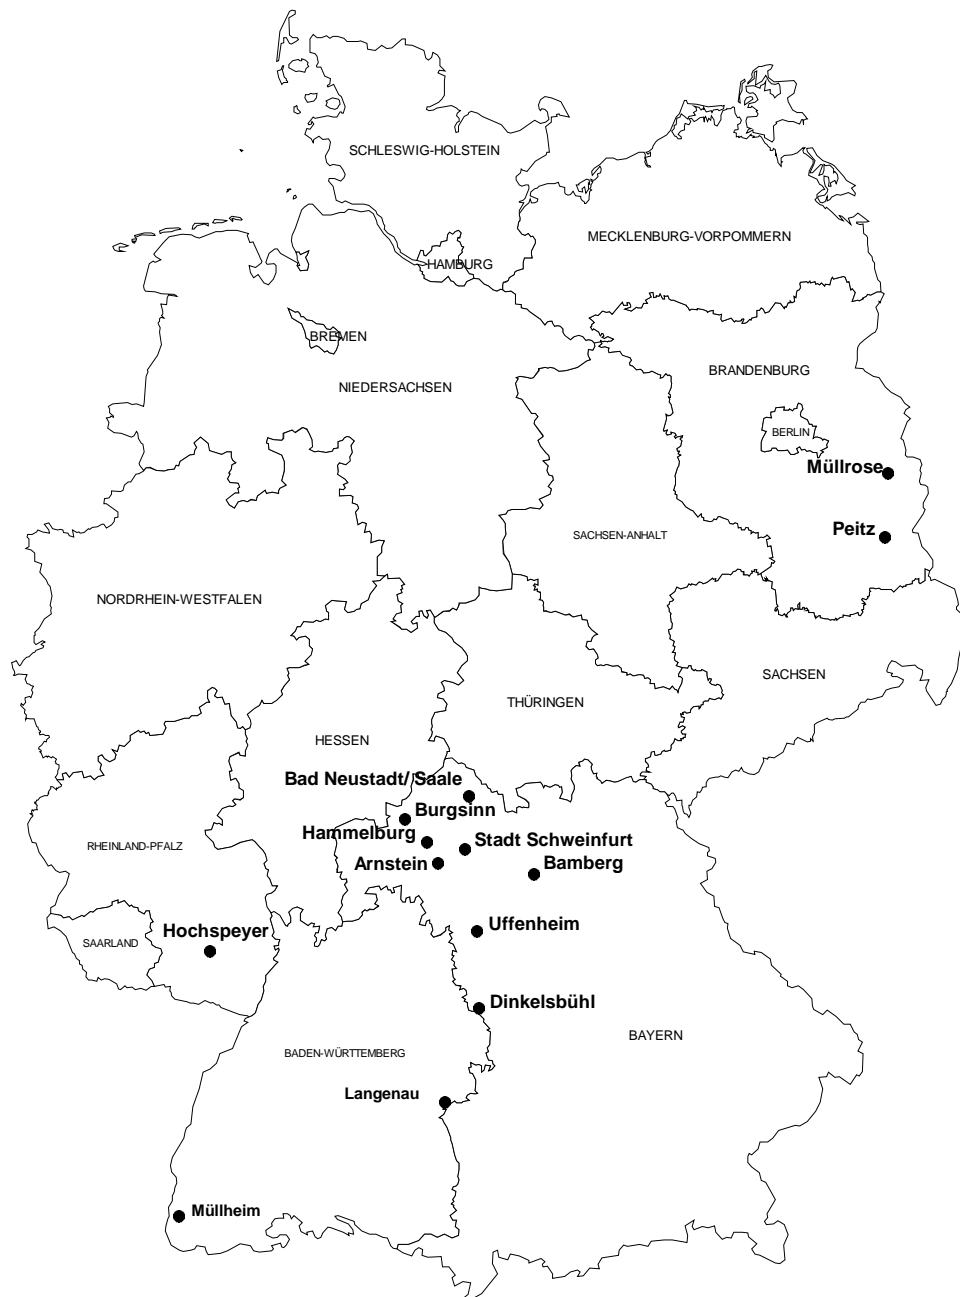 SCHLESWIG-HOLSTEIN
MECKLENBURG-VORPOMMERN
HAMBURG
BREMEN
BRANDENBURG
NIEDERSACHSEN
BERLIN
Müllrose
Peitz
SACHSEN-ANHALT
NORDRHEIN-WESTFALEN
SACHSEN
THÜRINGEN
HESSEN
Bad Neustadt/ Saale
Burgsinn
Hammelburg
Stadt Schweinfurt
RHEINLAND-PFALZ
Arnstein
Bamberg
Uffenheim
Hochspeyer
SAARLAND
Dinkelsbühl
BAYERN
BADEN-WÜRTTEMBERG
Langenau
Müllheim